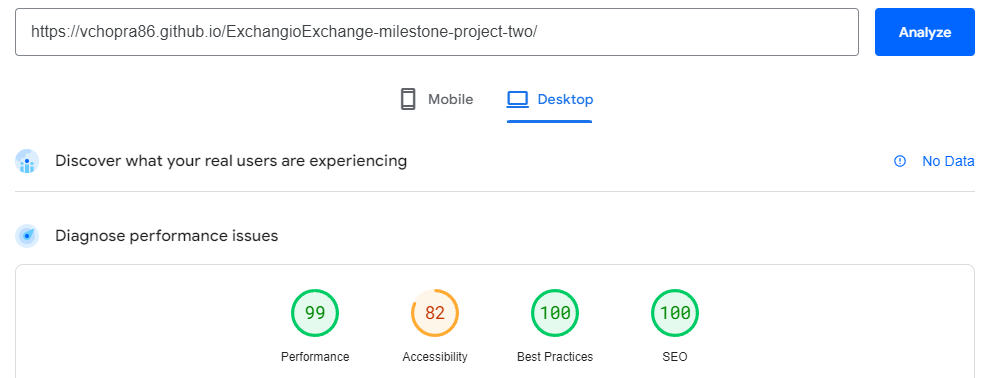 https://vchopra86.github.io/ExchangioExchange-milestone-project-two/
Analyze
Mobile
Desktop
Discover what your real users are experiencing
No Data
Diagnose performance issues
99
82
100
100
Performance
Accessibility
Best Practices
SEO